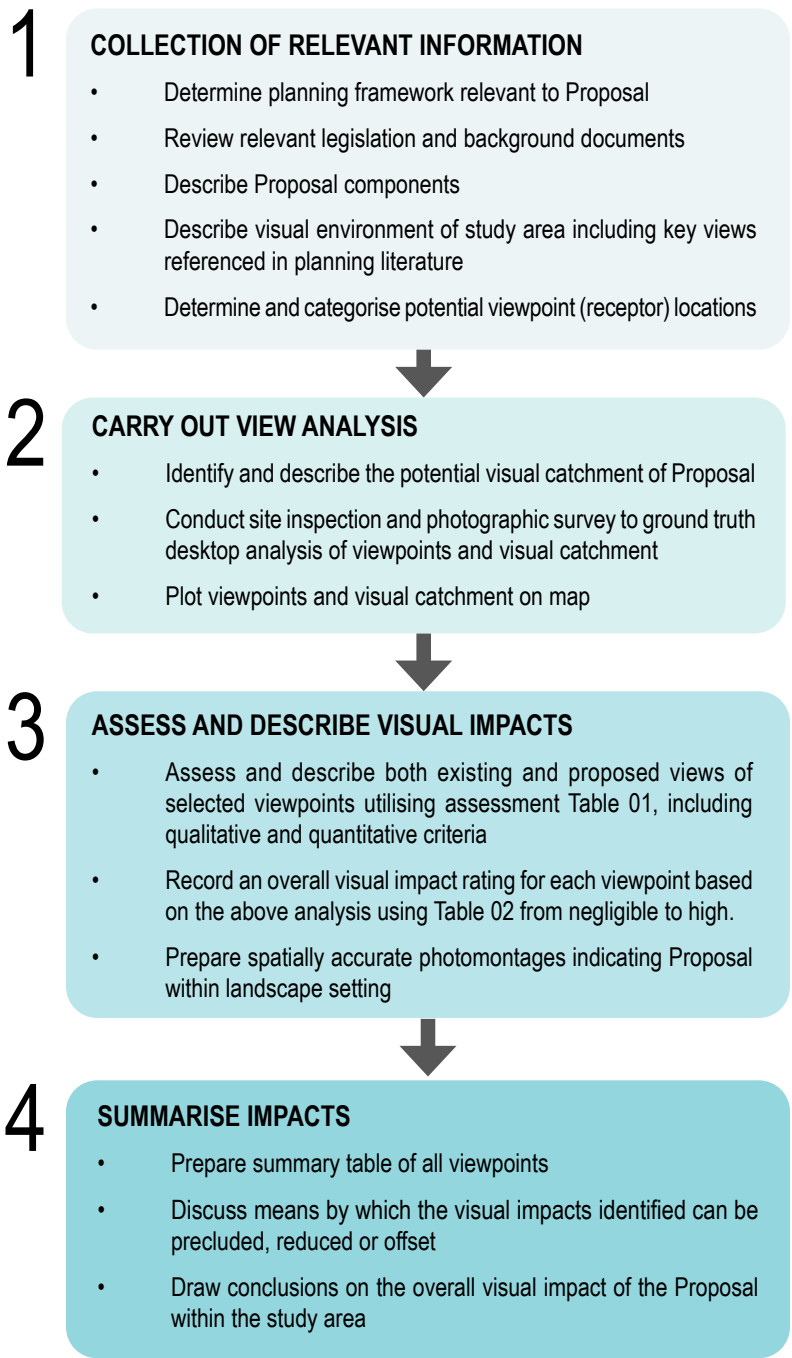 1
COLLECTION OF RELEVANT INFORMATION
• Determine planning framework relevant to Proposal
• Review relevant legislation and background documents
• Describe Proposal components
• Describe visual environment of study area including key views
referenced in planning literature
• Determine and categorise potential viewpoint (receptor) locations
2
CARRY OUT VIEW ANALYSIS
• Identify and describe the potential visual catchment of Proposal
• Conduct site inspection and photographic survey to ground truth
desktop analysis of viewpoints and visual catchment
• Plot viewpoints and visual catchment on map
3
ASSESS AND DESCRIBE VISUAL IMPACTS
• Assess and describe both existing and proposed views of
selected viewpoints utilising assessment Table 01, including
qualitative and quantitative criteria
• Record an overall visual impact rating for each viewpoint based
on the above analysis using Table 02 from negligible to high.
• Prepare spatially accurate photomontages indicating Proposal
within landscape setting
4
SUMMARISE IMPACTS
• Prepare summary table of all viewpoints
• Discuss means by which the visual impacts identified can be
precluded, reduced or offset
• Draw conclusions on the overall visual impact of the Proposal
within the study area